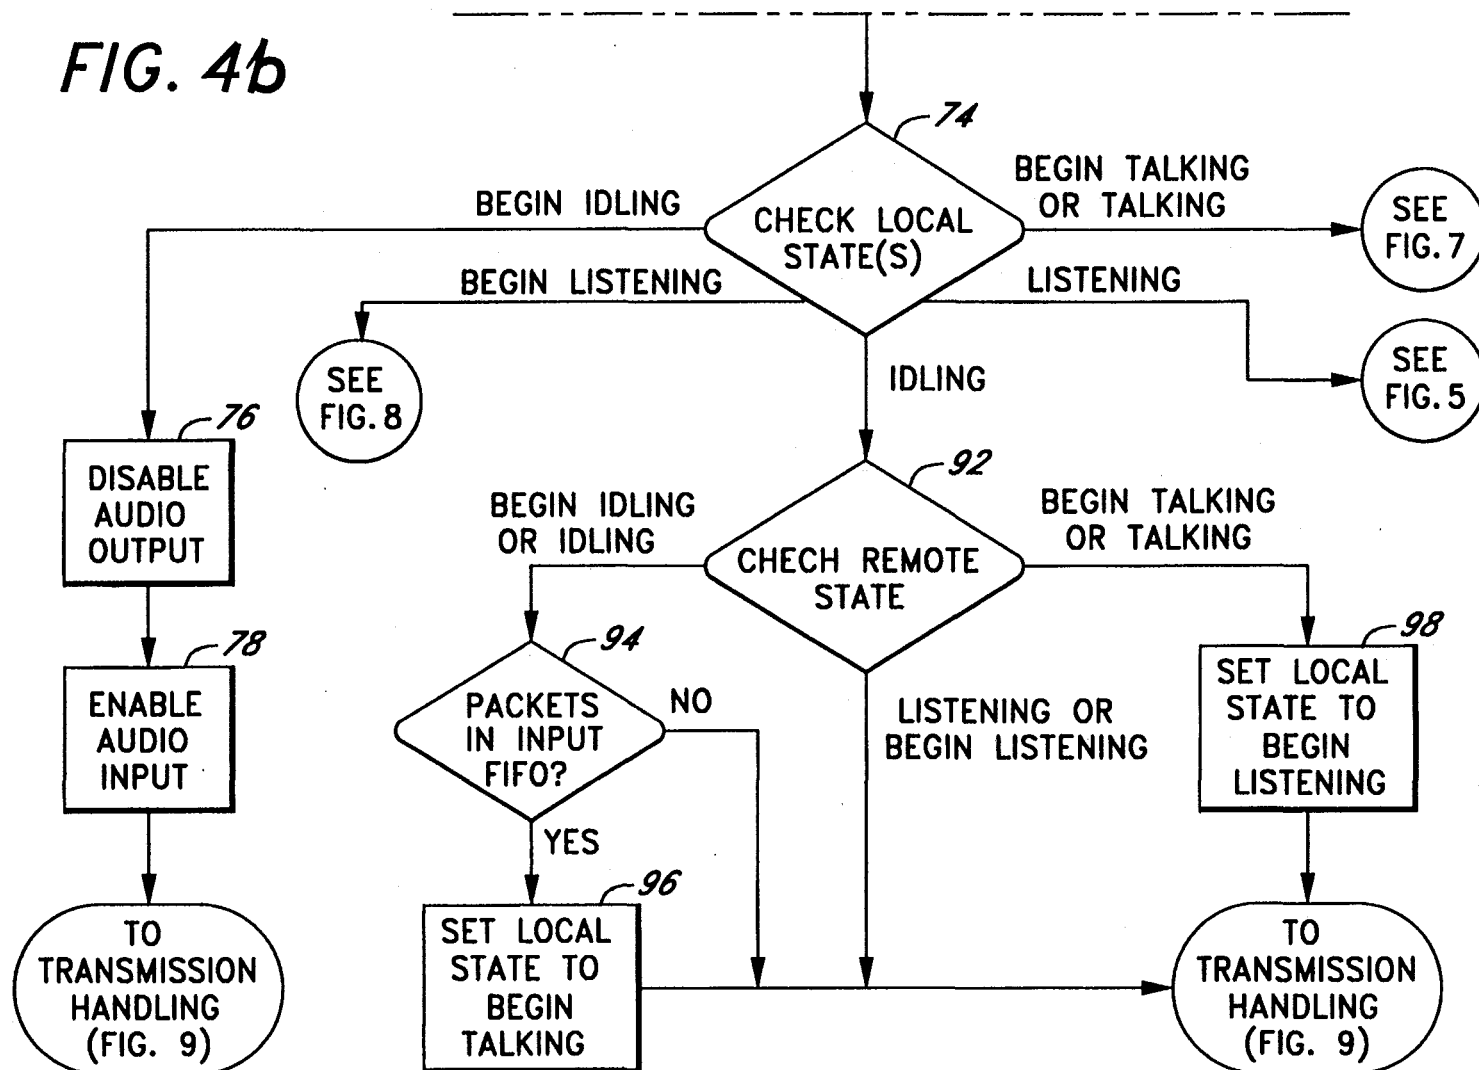 FIG. 4b
74
BEGIN IDLING
CHECK LOCAL
STATE(S)
BEGIN TALKING
OR TALKING
SEE
FIG. 7
BEGIN LISTENING
LISTENING
SEE
FIG. 8
IDLING
SEE
FIG. 5
76
DISABLE
AUDIO
OUTPUT
92
BEGIN IDLING
OR IDLING
CHECH REMOTE
STATE
BEGIN TALKING
OR TALKING
78
ENABLE
AUDIO
INPUT
94
PACKETS
IN INPUT
FIFO?
NO
YES
LISTENING OR
BEGIN LISTENING
98
SET LOCAL
STATE TO
BEGIN
LISTENING
TO
TRANSMISSION
HANDLING
(FIG. 9)
96
SET LOCAL
STATE TO
BEGIN
TALKING
TO
TRANSMISSION
HANDLING
(FIG. 9)